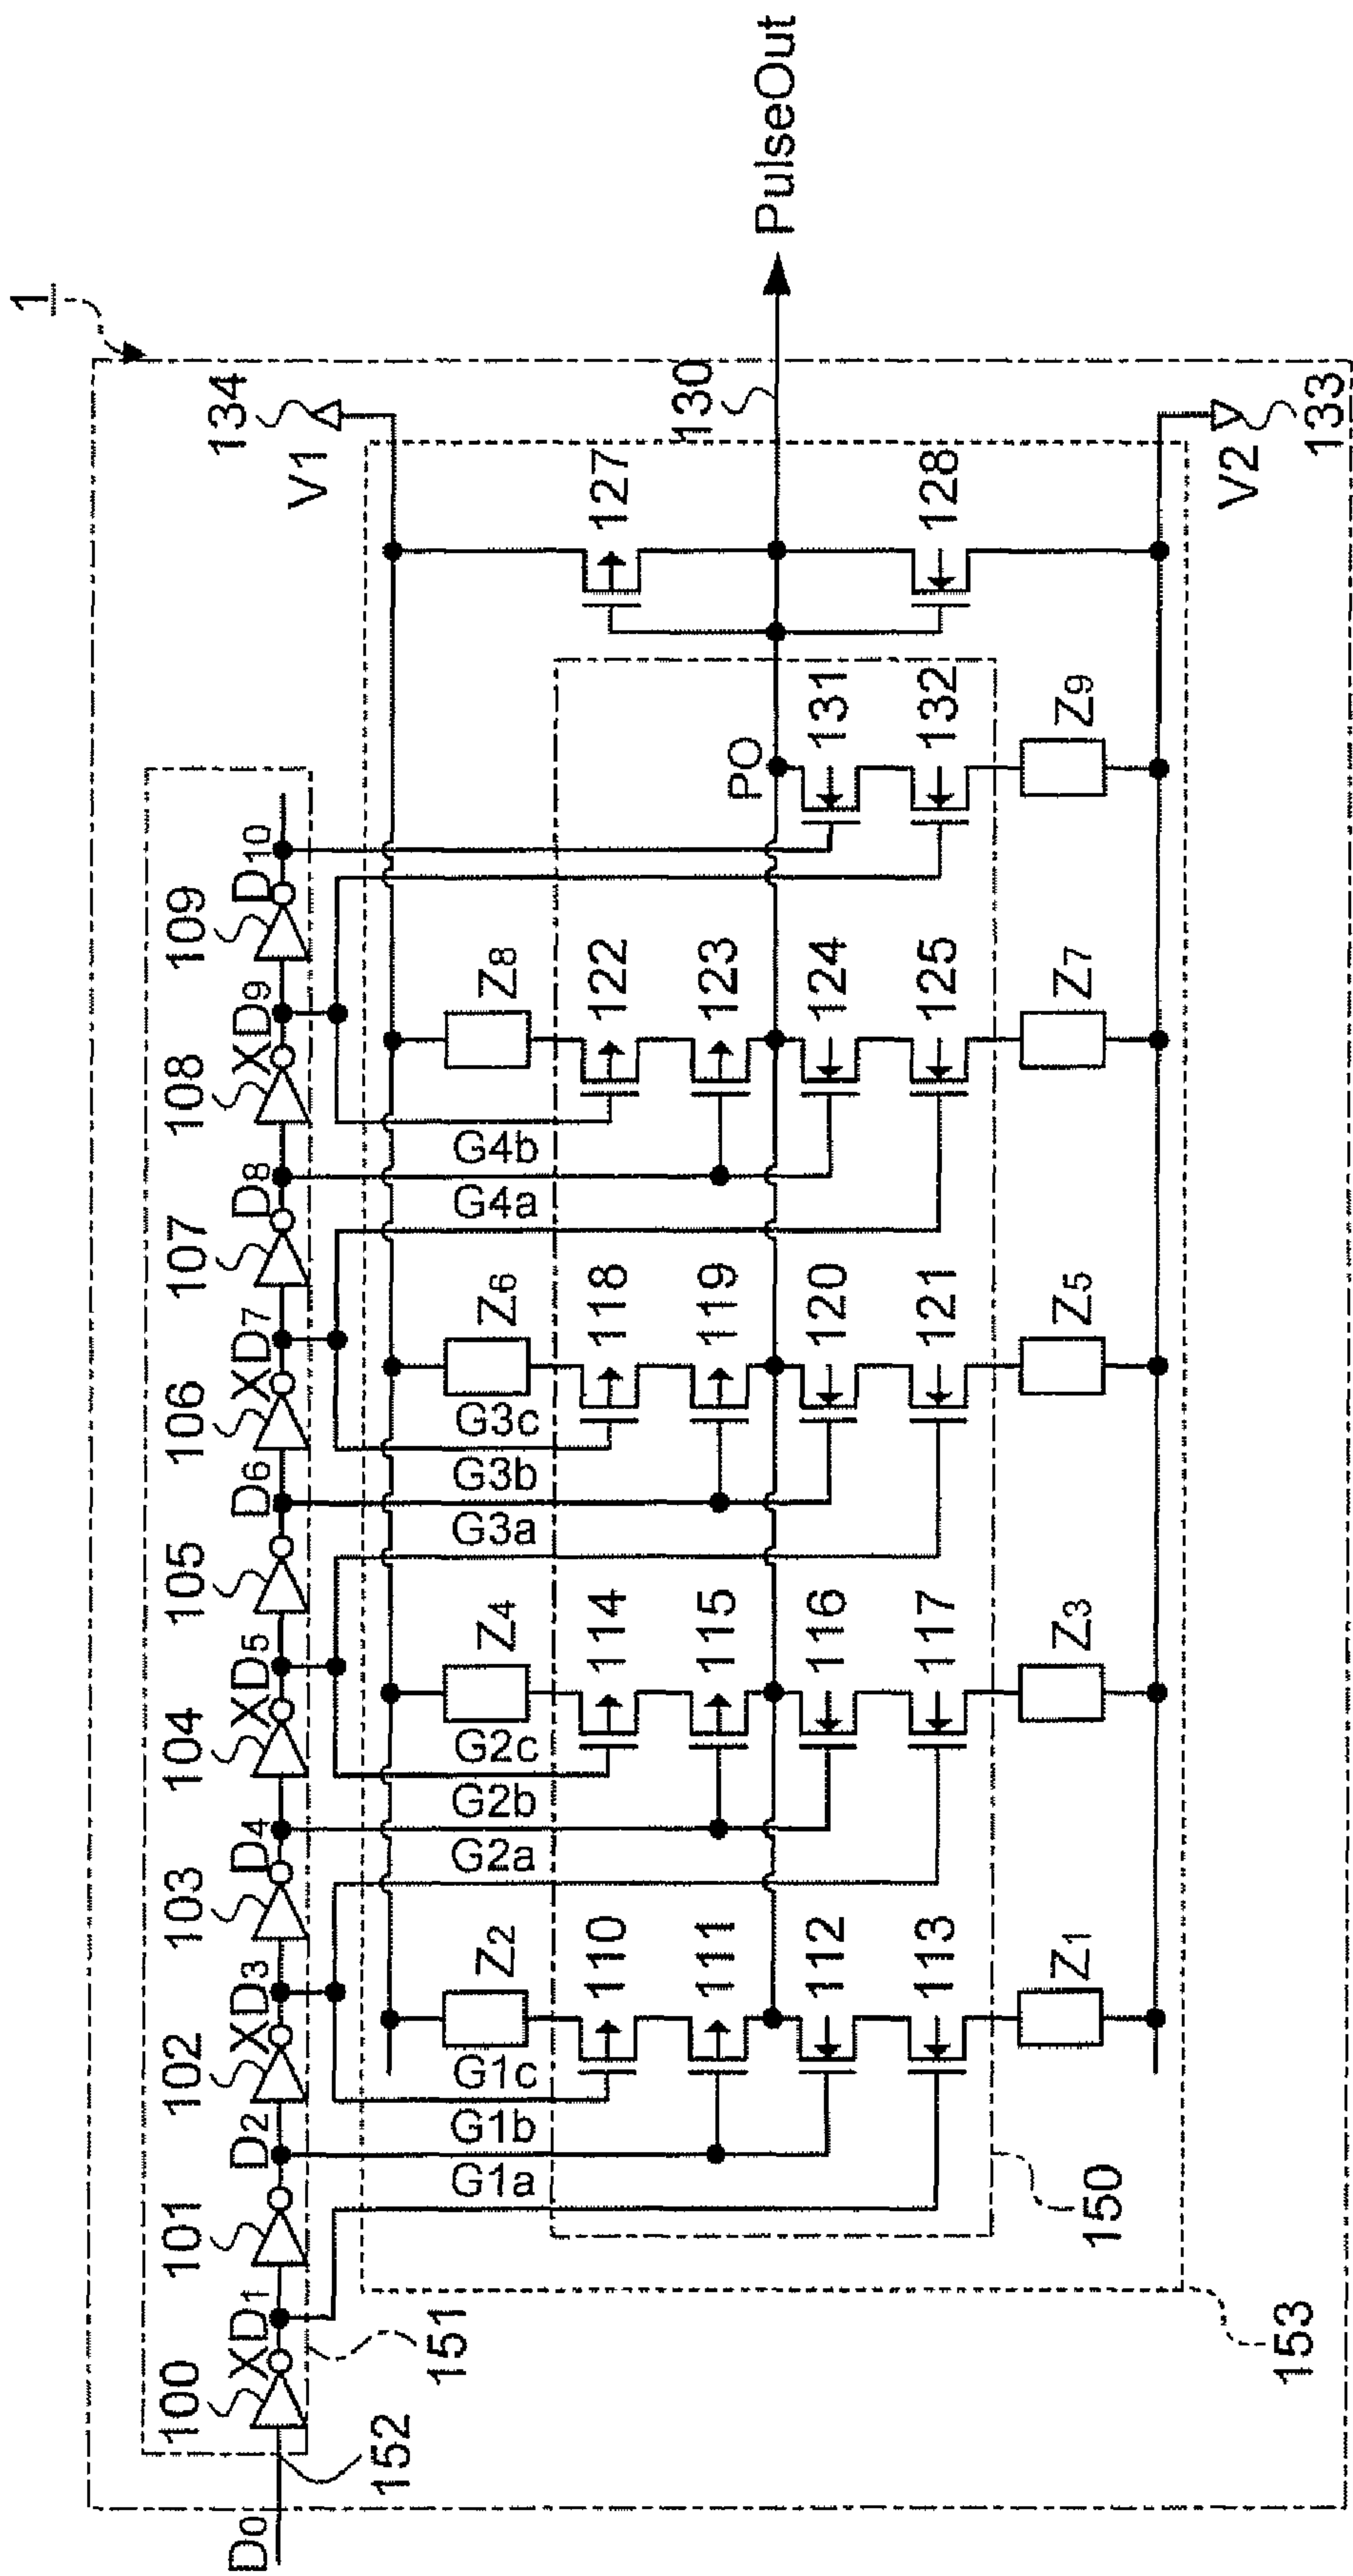 1
134
V1
100
101
102
103
104
105
106
107
108
109
D0
XD1
D2
XD3
D4
XD5
D6
XD7
D8
XD9
D10
152
151
Z2
Z4
Z6
Z8
G1a
G1b
G1c
G2a
G2b
G2c
G3a
G3b
G3c
G4a
G4b
110
114
118
122
127
111
115
119
123
PO
130
PulseOut
112
116
120
124
131
128
113
117
121
125
132
Z1
Z3
Z5
Z7
Z9
150
153
V2
133